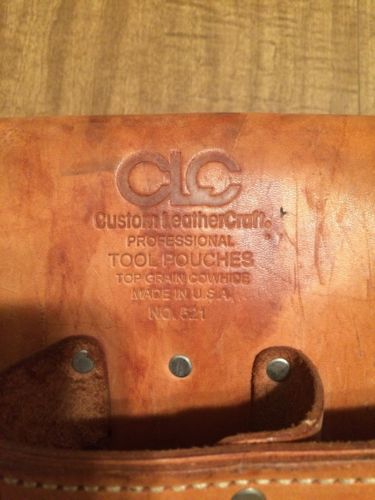 CLC
Custom LeatherCraft®
PROFESSIONAL
TOOL POUCHES
TOP GRAIN COWHIDE
MADE IN U.S.A.
NO. 521